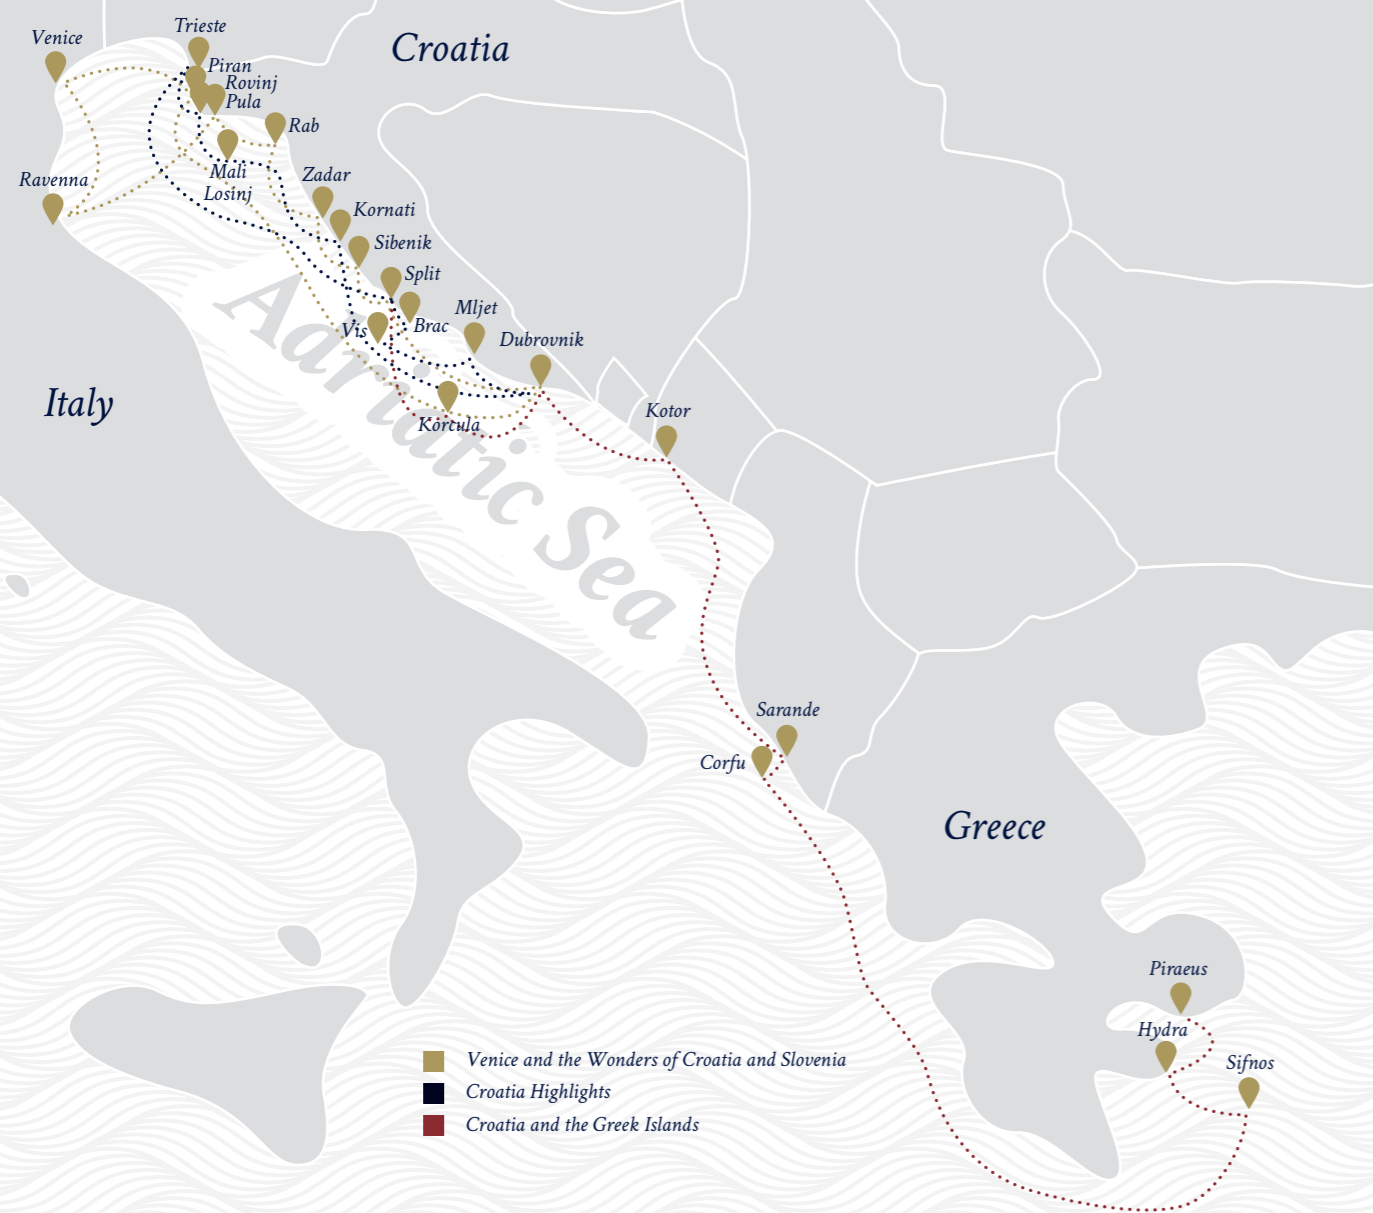 Trieste
Venice
Croatia
Piran
Rovinj
Pula
Rab
Mali
Losinj
Ravenna
Zadar
Kornati
Sibenik
Split
Mljet
Vis
Brac
Dubrovnik
Adriatic Sea
Italy
Korcula
Kotor
Sarande
Corfu
Greece
Piraeus
Hydra
Sifnos
Venice and the Wonders of Croatia and Slovenia
Croatia Highlights
Croatia and the Greek Islands